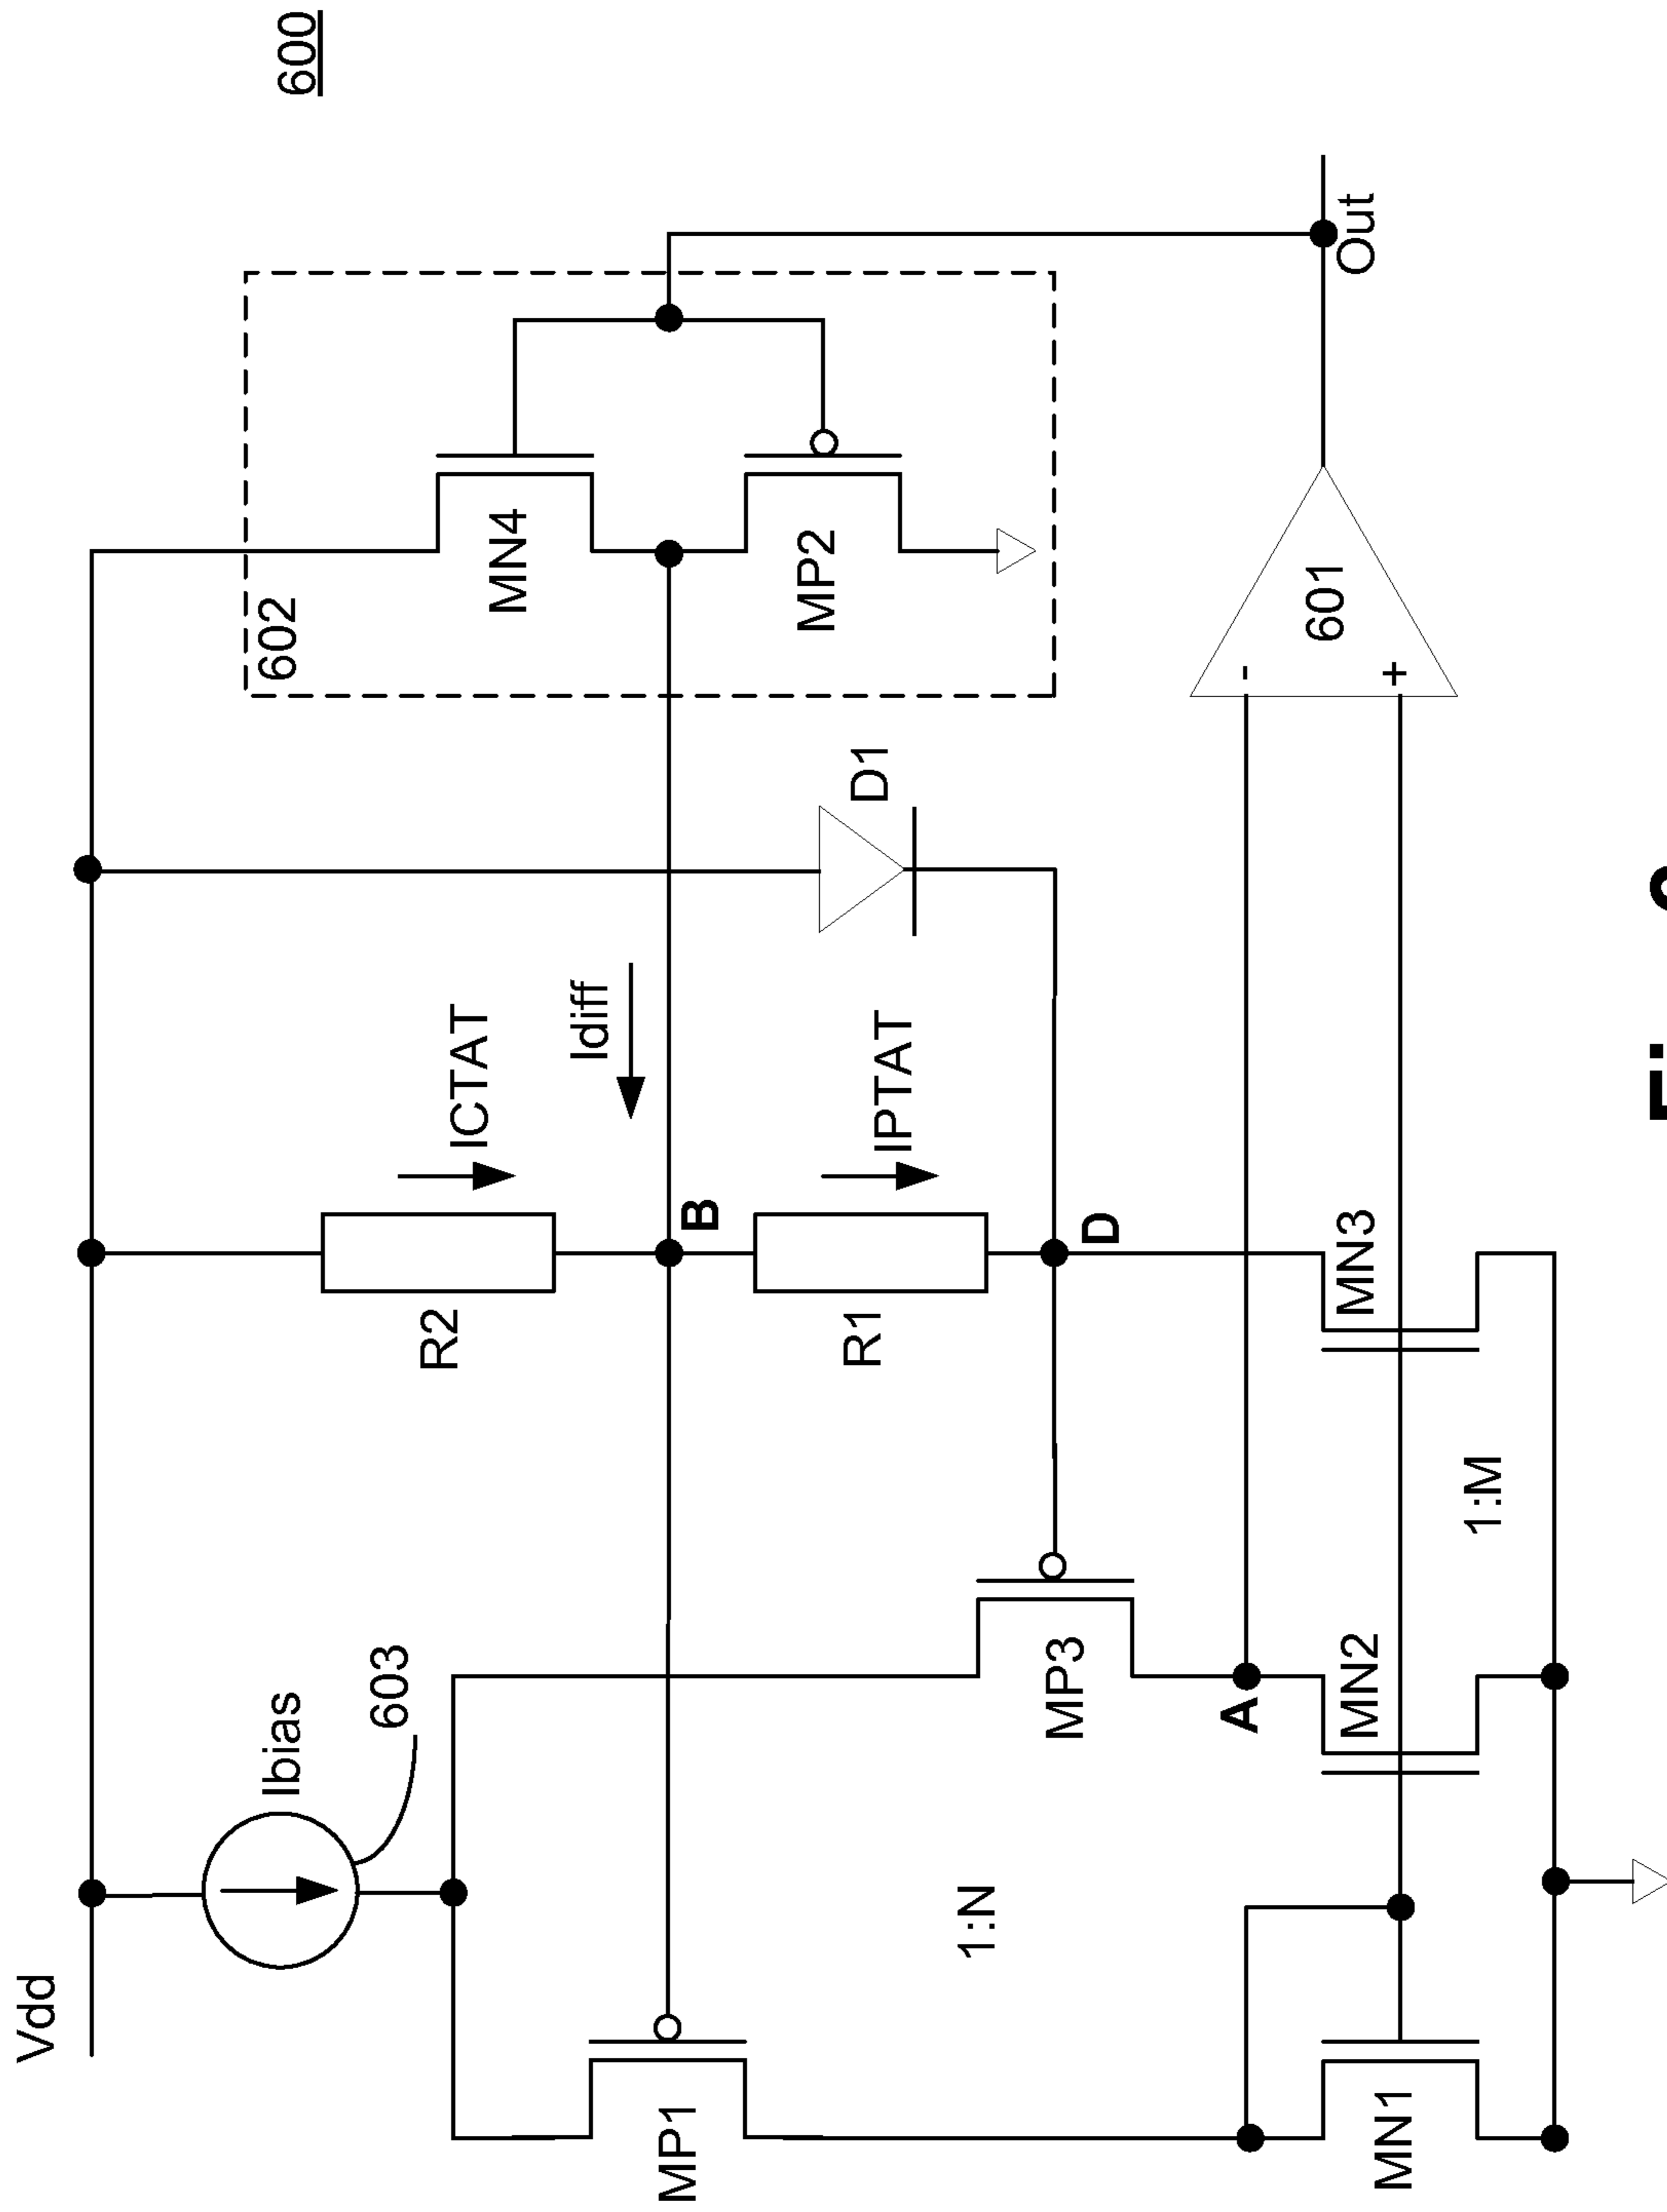 600
Vdd
Ibias
603
602
R2
ICTAT
Idiff
MN4
MP1
B
MP2
R1
IPTAT
D1
1:N
MP3
D
A
-
601
+
Out
MN1
MN2
MN3
1:M